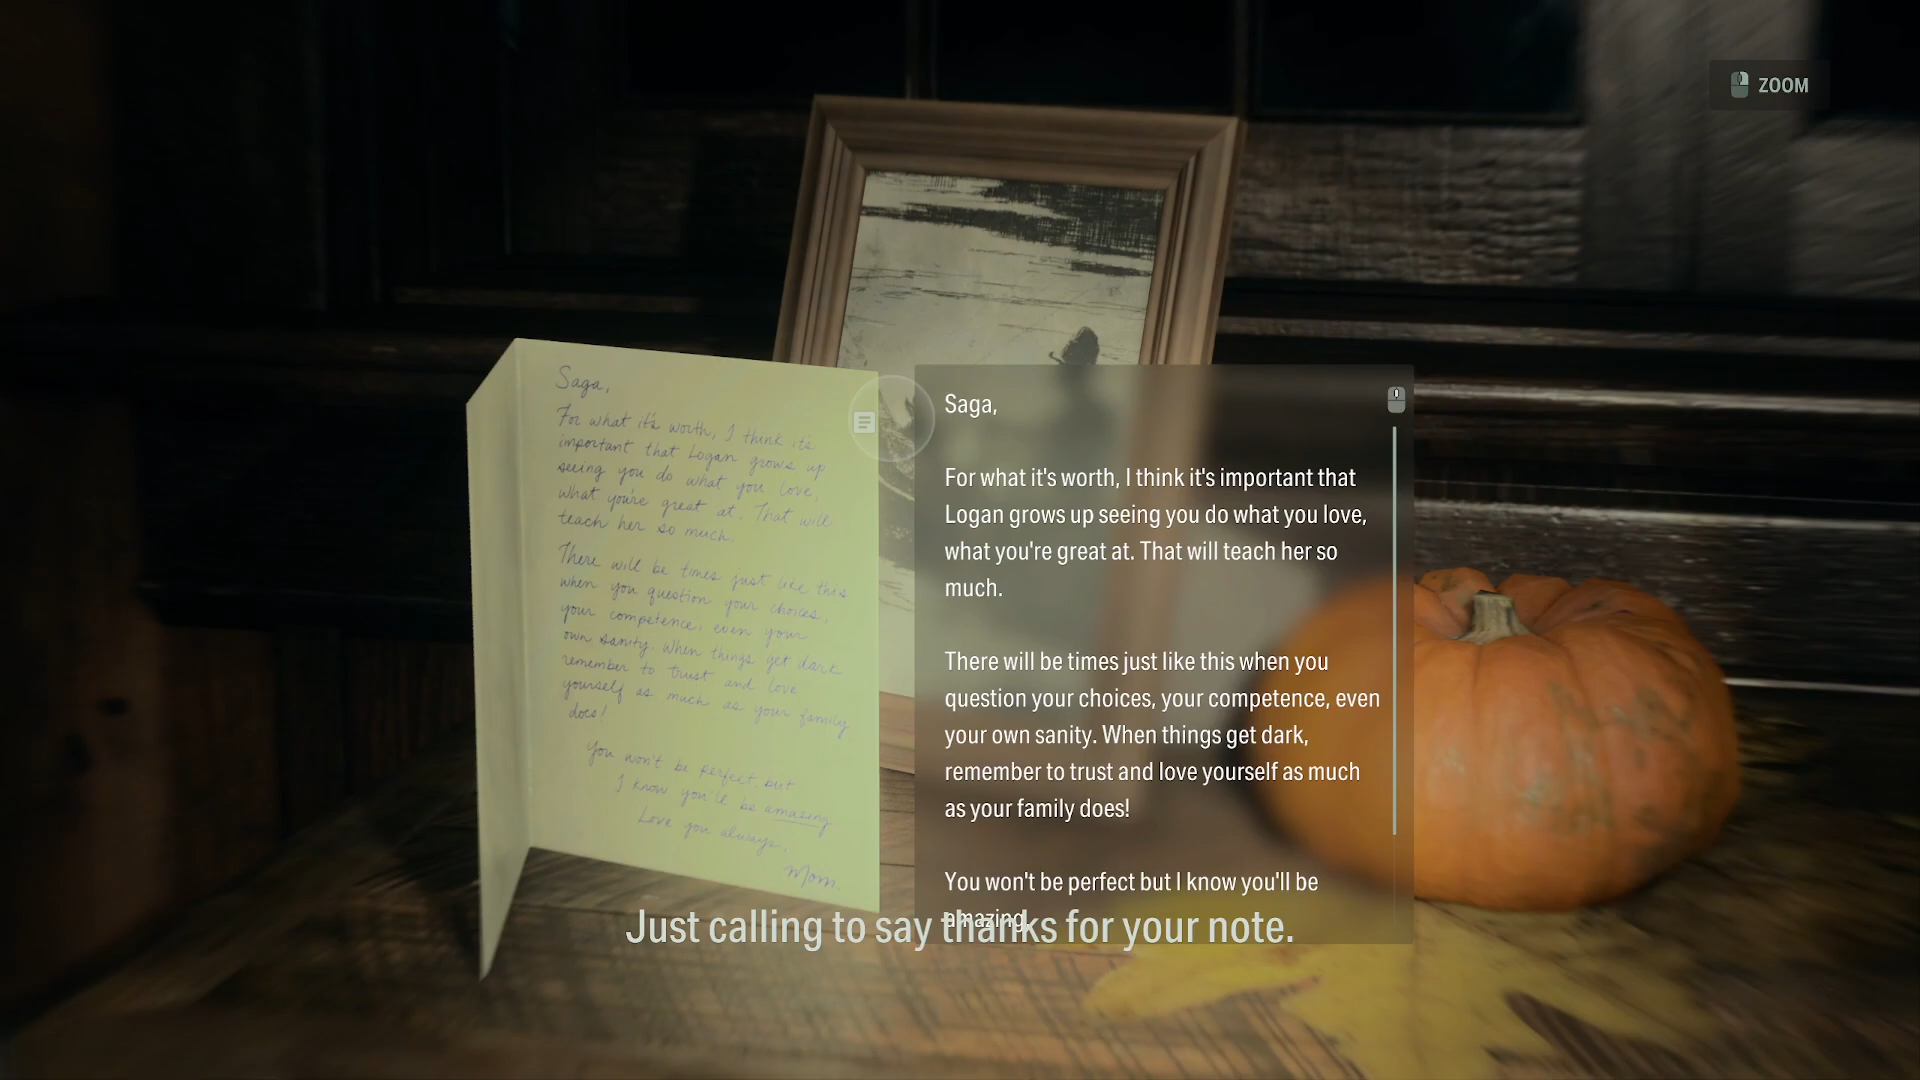 ZOOM
Saga,
For what it's worth, I think it's
important that Logan grows up
seeing you do what you love,
what you're great at. That will
teach her so much.
There will be times just like this
when you question your choices,
your competence, even your
own sanity. When things get dark
remember to trust and love
yourself as much as your family
does!
You won't be perfect but
I know you'll be amazing
Love you always,
Mom.
Saga,
For what it's worth, I think it's important that
Logan grows up seeing you do what you love,
what you're great at. That will teach her so
much.
There will be times just like this when you
question your choices, your competence, even
your own sanity. When things get dark,
remember to trust and love yourself as much
as your family does!
You won't be perfect but I know you'll be
amazing.
Just calling to say thanks for your note.